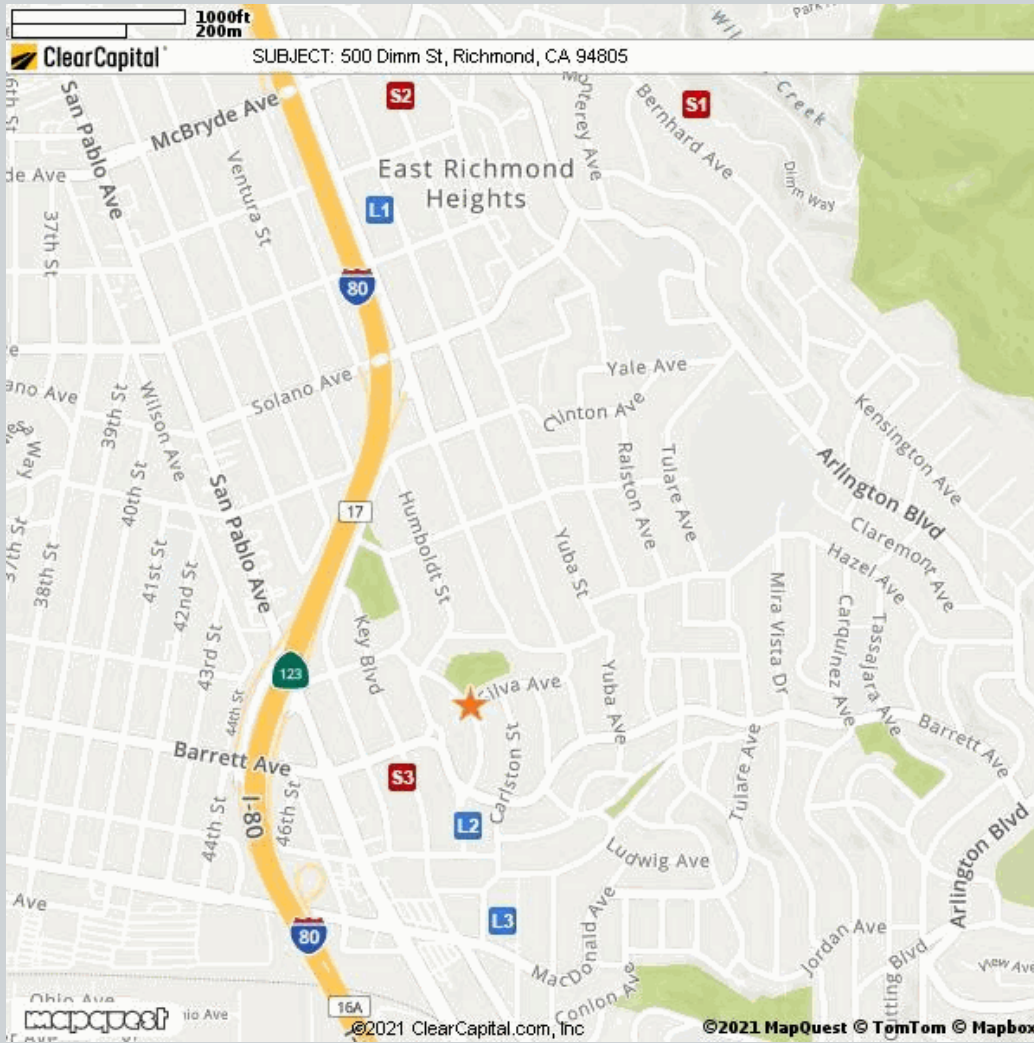 1000ft
200m
ClearCapital
SUBJECT: 500 Dimm St, Richmond, CA 94805
Creek
San Pablo Ave
McBryde Ave
S2
S1
Monterey Ave
Bernhard Ave
East Richmond
Heights
Ventura St
Dimm Way
37th St
L1
80
Solano Ave
Yale Ave
Clinton Ave
39th St
Wilson Ave
Kensington Ave
40th St
San Pablo Ave
Ralston Ave
Tulare Ave
Arlington Blvd
17
Humboldt St
37th St
38th St
41st St
42nd St
Yuba St
Claremont Ave
Hazel Ave
43rd St
Key Blvd
Mira Vista Dr
Carquinez Ave
Tassajara Ave
123
44th St
Silva Ave
Yuba Ave
Barrett Ave
Barrett Ave
S3
Carlston St
Tulare Ave
44th St
I-80
46th St
L2
Ludwig Ave
Arlington Blvd
Ave
L3
80
MacDonald Ave
Jordan Ave
Cutting Blvd
View Ave
Conlon Ave
Ohio Ave
mapquest
16A
©2021 ClearCapital.com, Inc
©2021 MapQuest © TomTom © Mapbox